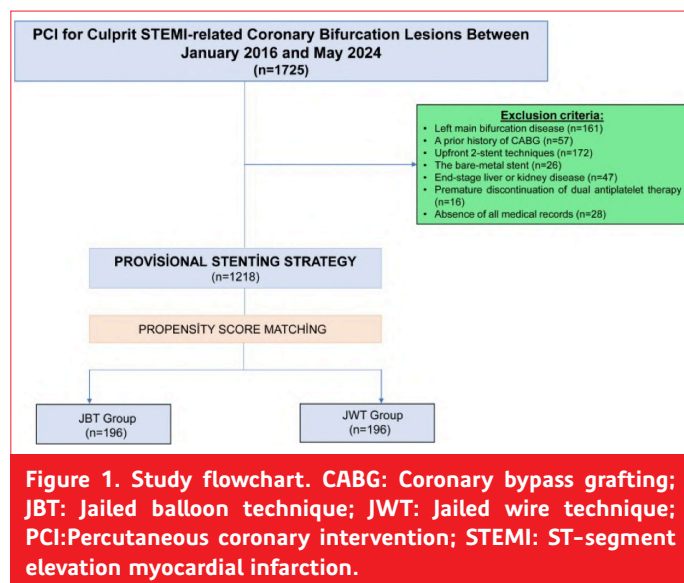 PCI for Culprit STEMI-related Coronary Bifurcation Lesions Between
January 2016 and May 2024
(n=1725)
Exclusion criteria:
• Left main bifurcation disease (n=161)
• A prior history of CABG (n=57)
• Upfront 2-stent techniques (n=172)
• The bare-metal stent (n=26)
• End-stage liver or kidney disease (n=47)
• Premature discontinuation of dual antiplatelet therapy
(n=16)
• Absence of all medical records (n=28)
PROVİSİONAL STENTİNG STRATEGY
(n=1218)
PROPENSITY SCORE MATCHING
JBT Group
(n=196)
JWT Group
(n=196)
Figure 1. Study flowchart. CABG: Coronary bypass grafting;
JBT: Jailed balloon technique; JWT: Jailed wire technique;
PCI:Percutaneous coronary intervention; STEMI: ST-segment
elevation myocardial infarction.